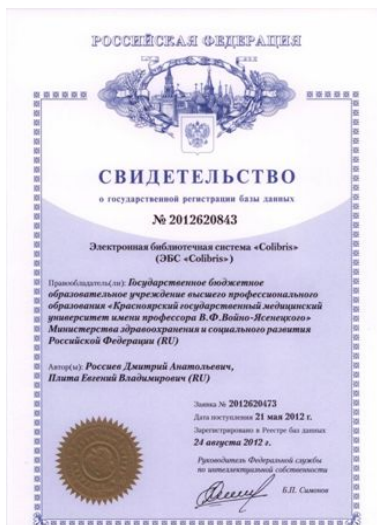 РОССИЙСКАЯ ФЕДЕРАЦИЯ
СВИДЕТЕЛЬСТВО
о государственной регистрации базы данных
№ 2012620843
Электронная библиотечная система «Colibris»
(ЭБС «Colibris»)
Правообладатель(ли): Государственное бюджетное
образовательное учреждение высшего профессионального
образования «Красноярский государственный медицинский
университет имени профессора В.Ф.Войно-Ясенецкого»
Министерства здравоохранения и социального развития
Российской Федерации (RU)
Автор(ы): Россиев Дмитрий Анатольевич,
Плита Евгений Владимирович (RU)
Заявка № 2012620473
Дата поступления 21 мая 2012 г.
Зарегистрировано в Реестре баз данных
24 августа 2012 г.
Руководитель Федеральной службы
по интеллектуальной собственности
Б.П. Симонов